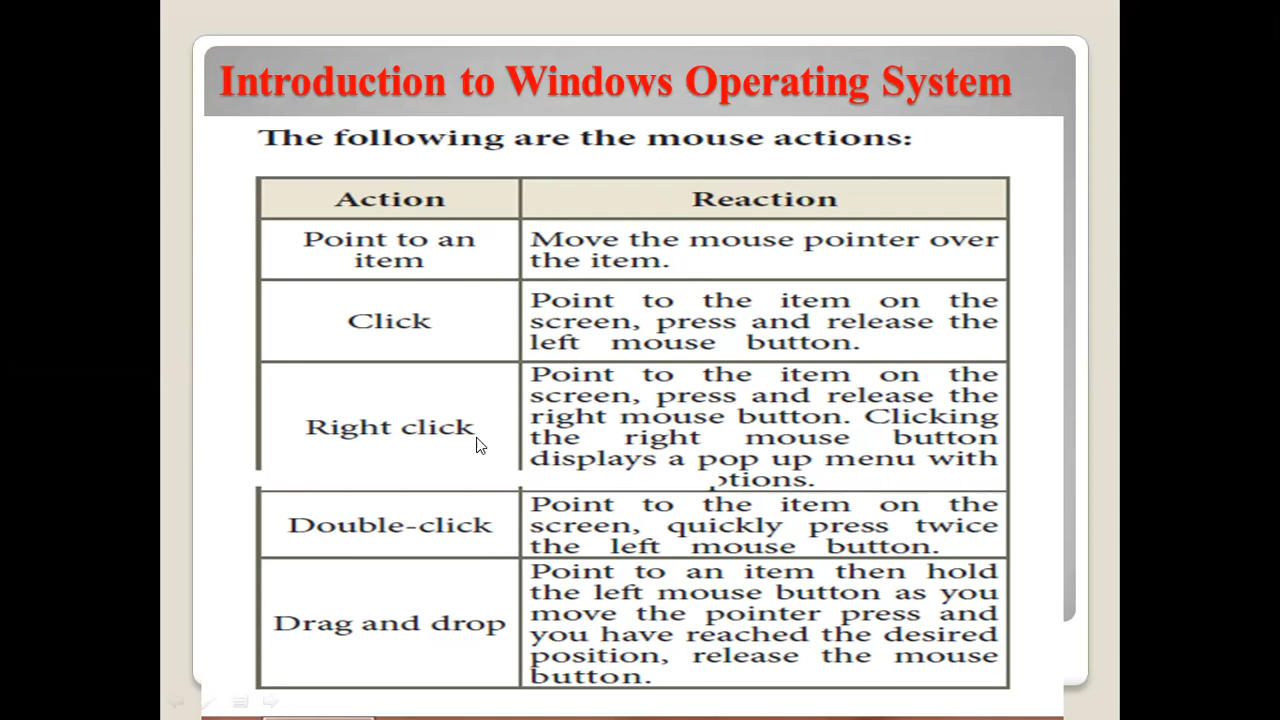 Introduction to Windows Operating System
The following are the mouse actions:
Action
Reaction
Point to an
item
Move the mouse pointer over
the item.
Click
Point to the item on the
screen, press and release the
left mouse button.
Right click
Point to the item on the
screen, press and release the
right mouse button. Clicking
the right mouse button
displays a pop up menu with
Double-click
Point to the item on the
screen, quickly press twice
the left mouse button.
Drag and drop
Point to an item then hold
the left mouse button as you
move the pointer press and
you have reached the desired
position, release the mouse
button.